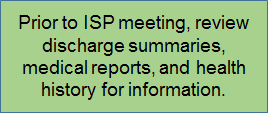 Prior to ISP meeting, review
discharge summaries,
medical reports, and health
history for information.